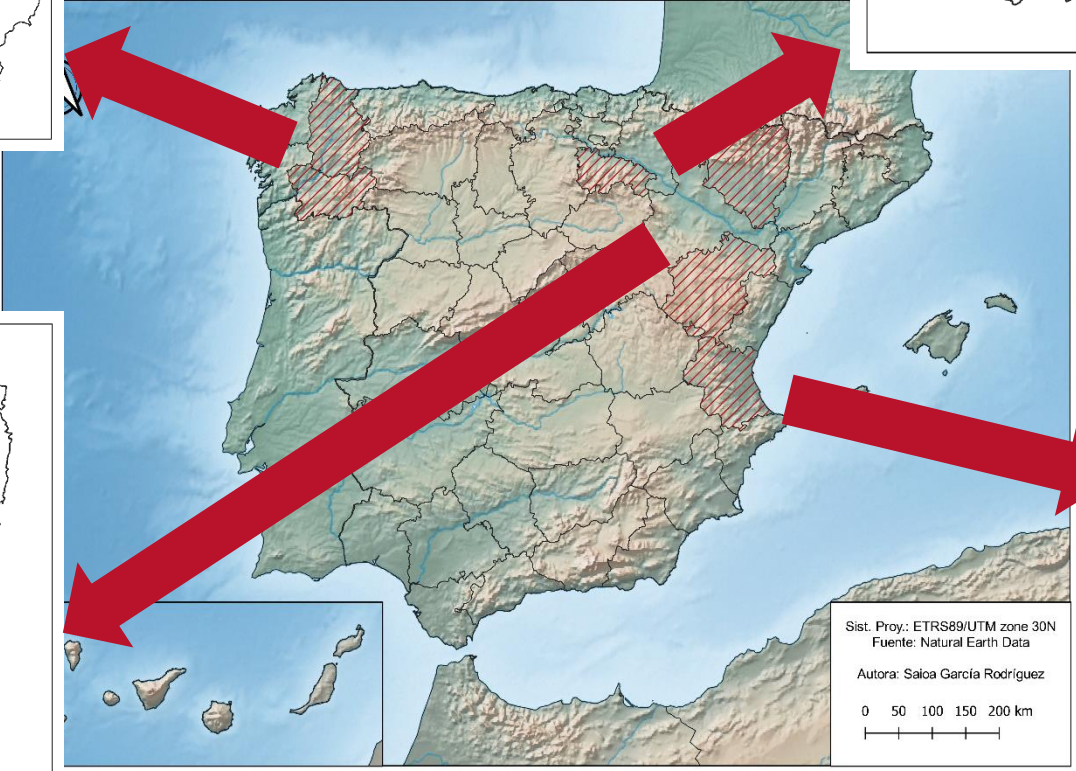 Sist. Proy.: ETRS89/UTM zone 30N
Fuente: Natural Earth Data
Autora: Saioa García Rodríguez
0 50 100 150 200 km